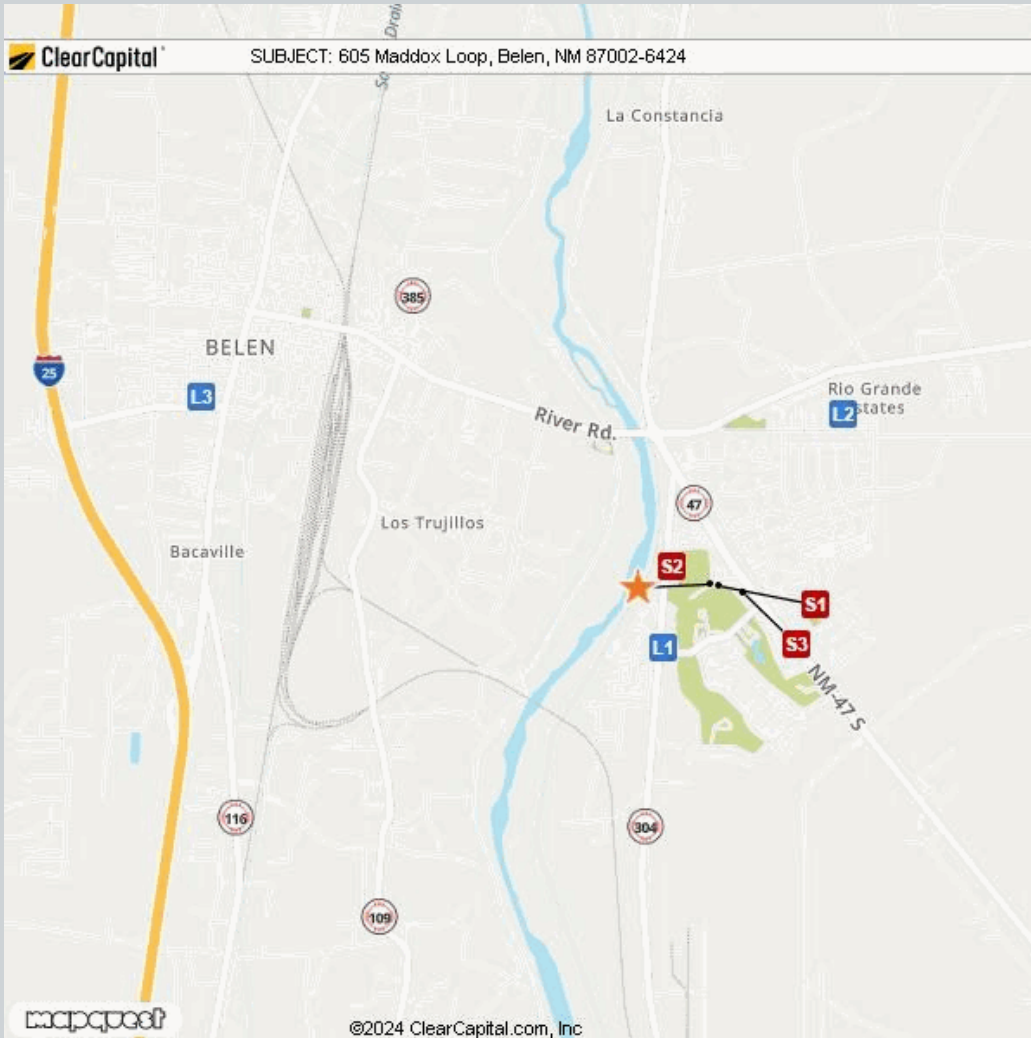 ClearCapital
SUBJECT: 605 Maddox Loop, Belen, NM 87002-6424
Drai
La Constancia
385
BELEN
25
L3
Rio Grande
states
L2
River Rd.
47
Los Trujillos
Bacaville
S2
S1
L1
S3
NM-47 S
116
304
109
mapquest
©2024 ClearCapital.com, Inc